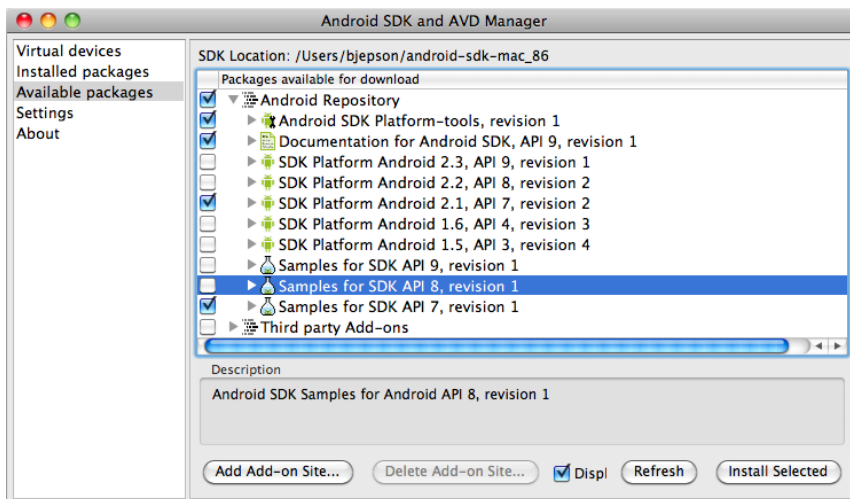 Android SDK and AVD Manager
Virtual devices
Installed packages
Available packages
Settings
About
SDK Location: /Users/bjepson/android-sdk-mac_86
Packages available for download
Android Repository
Android SDK Platform-tools, revision 1
Documentation for Android SDK, API 9, revision 1
SDK Platform Android 2.3, API 9, revision 1
SDK Platform Android 2.2, API 8, revision 2
SDK Platform Android 2.1, API 7, revision 2
SDK Platform Android 1.6, API 4, revision 3
SDK Platform Android 1.5, API 3, revision 4
Samples for SDK API 9, revision 1
Samples for SDK API 8, revision 1
Samples for SDK API 7, revision 1
Third party Add-ons
Description
Android SDK Samples for Android API 8, revision 1
Add Add-on Site... Delete Add-on Site... Displ Refresh Install Selected